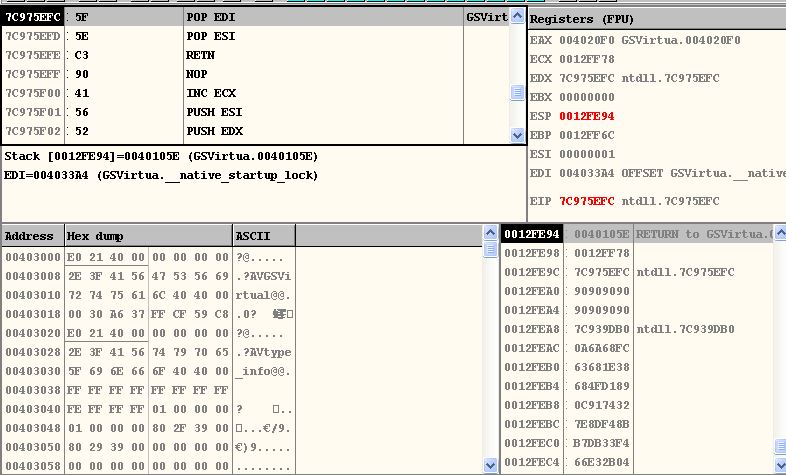 7C975EFC : 5F POP EDI GSVirt
7C975EFD : 5E POP ESI
7C975EFE : C3 RETN
7C975EFF : 90 NOP
7C975F00 : 41 INC ECX
7C975F01 : 56 PUSH ESI
7C975F02 : 52 PUSH EDX
Stack [0012FE94]=0040105E (GSVirtua.0040105E)
EDI=004033A4 (GSVirtua.__native_startup_lock)
Registers (FPU)
EAX 004020F0 GSVirtua.004020F0
ECX 0012FF78
EDX 7C975EFC ntdll.7C975EFC
EBX 00000000
ESP 0012FE94
EBP 0012FF6C
ESI 00000001
EDI 004033A4 OFFSET GSVirtua.__native
EIP 7C975EFC ntdll.7C975EFC
Address Hex dump ASCII
00403000 E0 21 40 00 00 00 00 00 ?@.....
00403008 2E 3F 41 56 47 53 56 69 .?AVGSVi
00403010 72 74 75 61 6C 40 40 00 rtual@@.
00403018 00 30 A6 37 FF CF 59 C8 .0?
00403020 E0 21 40 00 00 00 00 00 ?@.....
00403028 2E 3F 41 56 74 79 70 65 .?AVtype
00403030 5F 69 6E 66 6F 40 40 00 _info@@.
00403038 FF FF FF FF FF FF FF FF
00403040 FE FF FF FF 01 00 00 00 ? □...
00403048 01 00 00 00 80 2F 39 00 □...€/9.
00403050 80 29 39 00 00 00 00 00 €)9.....
00403058 00 00 00 00 00 00 00 00 ........
0012FE94 0040105E RETURN to GSVirtua.0
0012FE98 : 0012FF78
0012FE9C : 7C975EFC ntdll.7C975EFC
0012FEA0 : 90909090
0012FEA4 : 90909090
0012FEA8 : 7C939DB0 ntdll.7C939DB0
0012FEAC : 0A6A68FC
0012FEB0 : 63681E38
0012FEB4 : 684FD189
0012FEB8 : 0C917432
0012FEBC : 7E8DF48B
0012FEC0 : B7DB33F4
0012FEC4 : 66E32B04